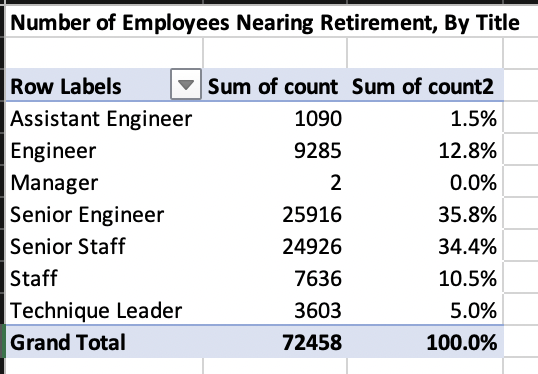 Number of Employees Nearing Retirement, By Title
Row Labels Sum of count Sum of count2
Assistant Engineer 1090 1.5%
Engineer 9285 12.8%
Manager 2 0.0%
Senior Engineer 25916 35.8%
Senior Staff 24926 34.4%
Staff 7636 10.5%
Technique Leader 3603 5.0%
Grand Total 72458 100.0%